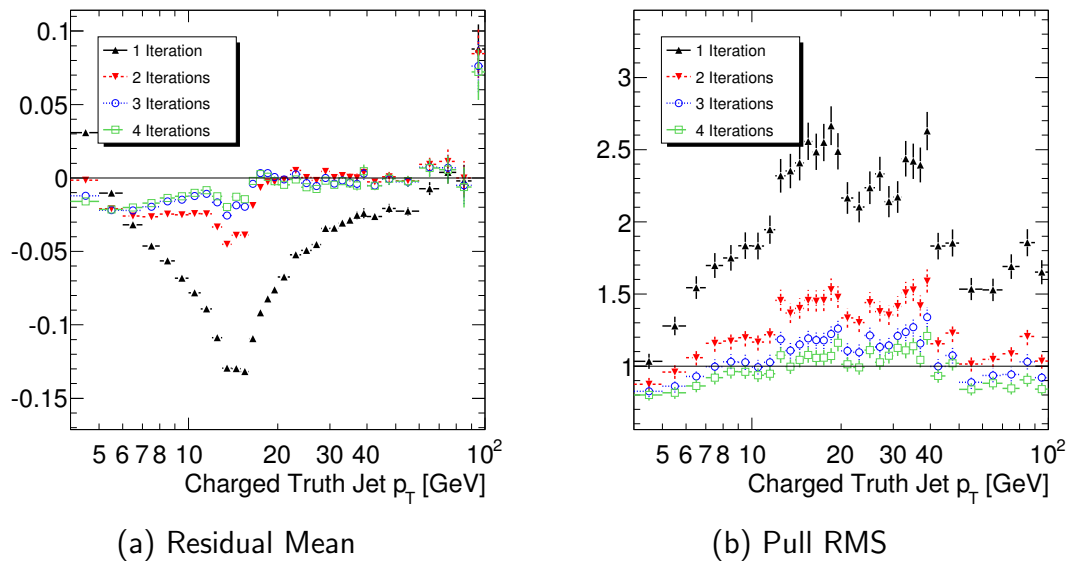 0.1
0.05
0
-0.05
-0.1
-0.15
1 Iteration
2 Iterations
3 Iterations
4 Iterations
5 6 7 8 10 20 30 40 10²
Charged Truth Jet p_T [GeV]
(a) Residual Mean
3
2.5
2
1.5
1
1 Iteration
2 Iterations
3 Iterations
4 Iterations
5 6 7 8 10 20 30 40 10²
Charged Truth Jet p_T [GeV]
(b) Pull RMS